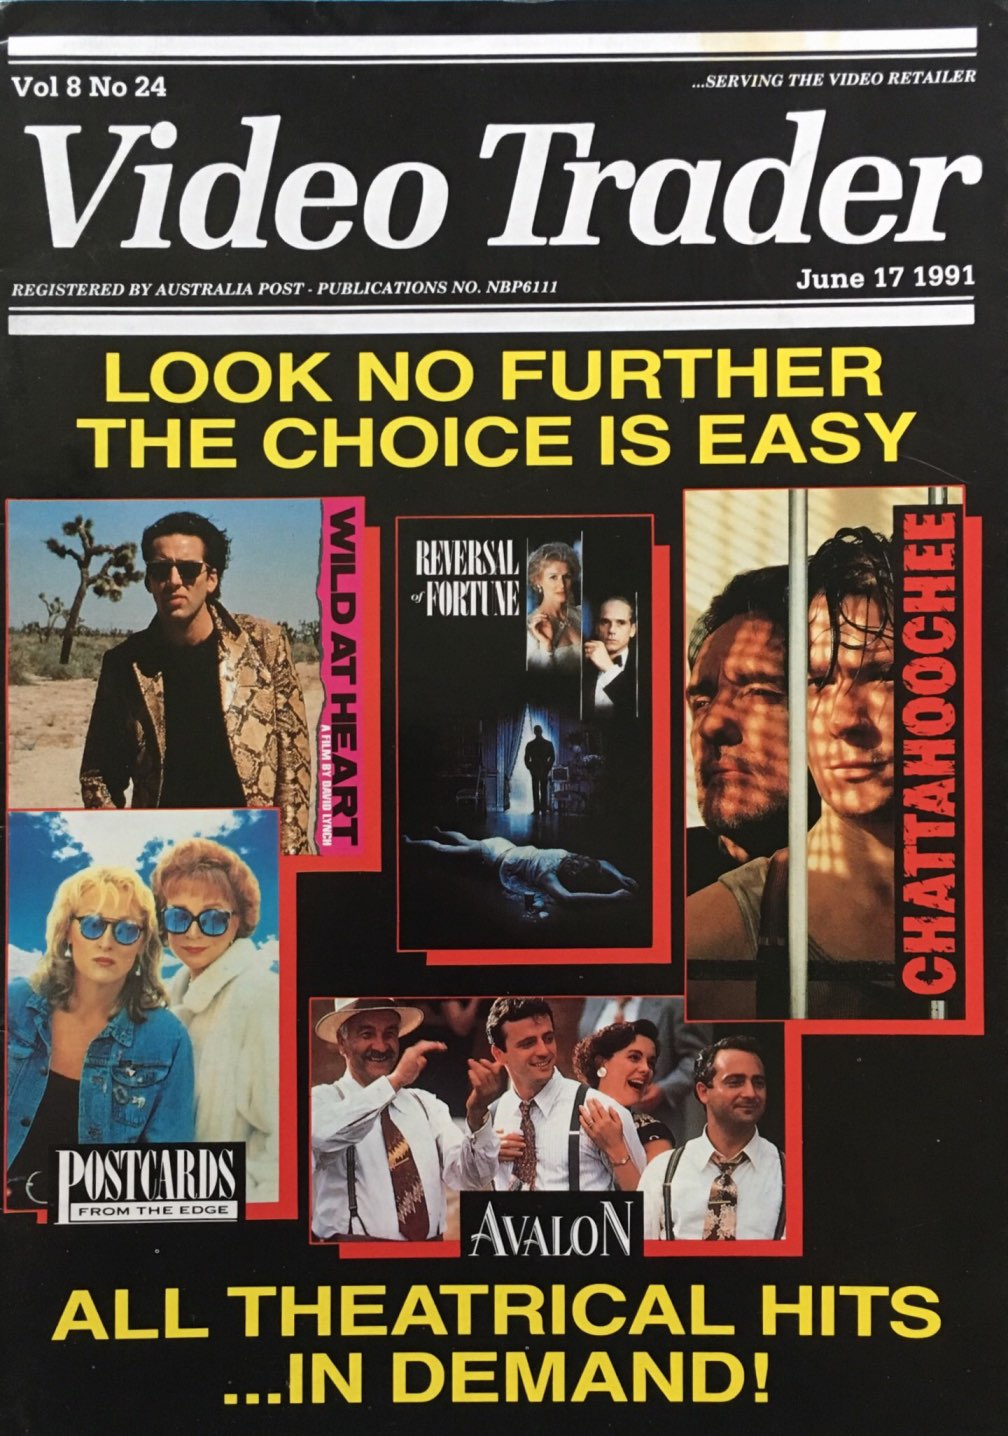 Vol 8 No 24
...SERVING THE VIDEO RETAILER
Video Trader
REGISTERED BY AUSTRALIA POST - PUBLICATIONS NO. NBP6111
June 17 1991
LOOK NO FURTHER
THE CHOICE IS EASY
WILD AT HEART
A FILM BY DAVID LYNCH
REVERSAL
of FORTUNE
CHATTAHOOCHEE
POSTCARDS
FROM THE EDGE
AVALON
ALL THEATRICAL HITS
...IN DEMAND!